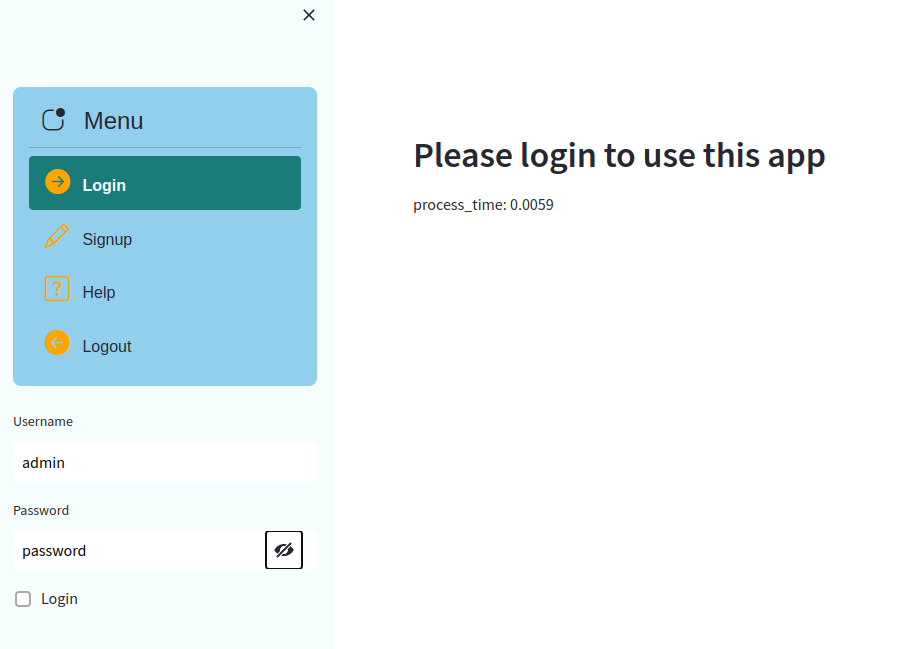 Menu
Login
Signup
Help
Logout
Username
admin
Password
password
Login
Please login to use this app
process_time: 0.0059